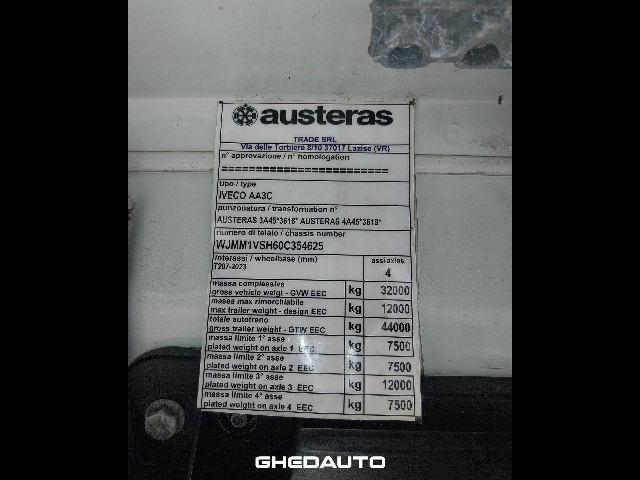 austeras
TRADE SRL
Via delle Torbiere 8/10 37017 Lazise (VR)
n° approvazione / n° homologation
==========================
tipo / type
IVECO AA3C
punzonatura / transformation n°
AUSTERAS 3A45*3616* AUSTERAS 4A45*3619*
numero di telaio / chassis number
WJMM1VSH60C354625
interassi / wheelbase (mm) assi axles
T207-2023 4
massa complessiva
gross vehicle weigt - GVW EEC kg 32000
massa max rimorchiabile
max trailer weight - design EEC kg 12000
totale autotreno
gross trailer weight - GTW EEC kg 44000
massa limite 1° asse
plated weight on axle 1 EEC kg 7500
massa limite 2° asse
plated weight on axle 2 EEC kg 7500
massa limite 3° asse
plated weight on axle 3 EEC kg 12000
massa limite 4° asse
plated weight on axle 4 EEC kg 7500
GHEDAUTO